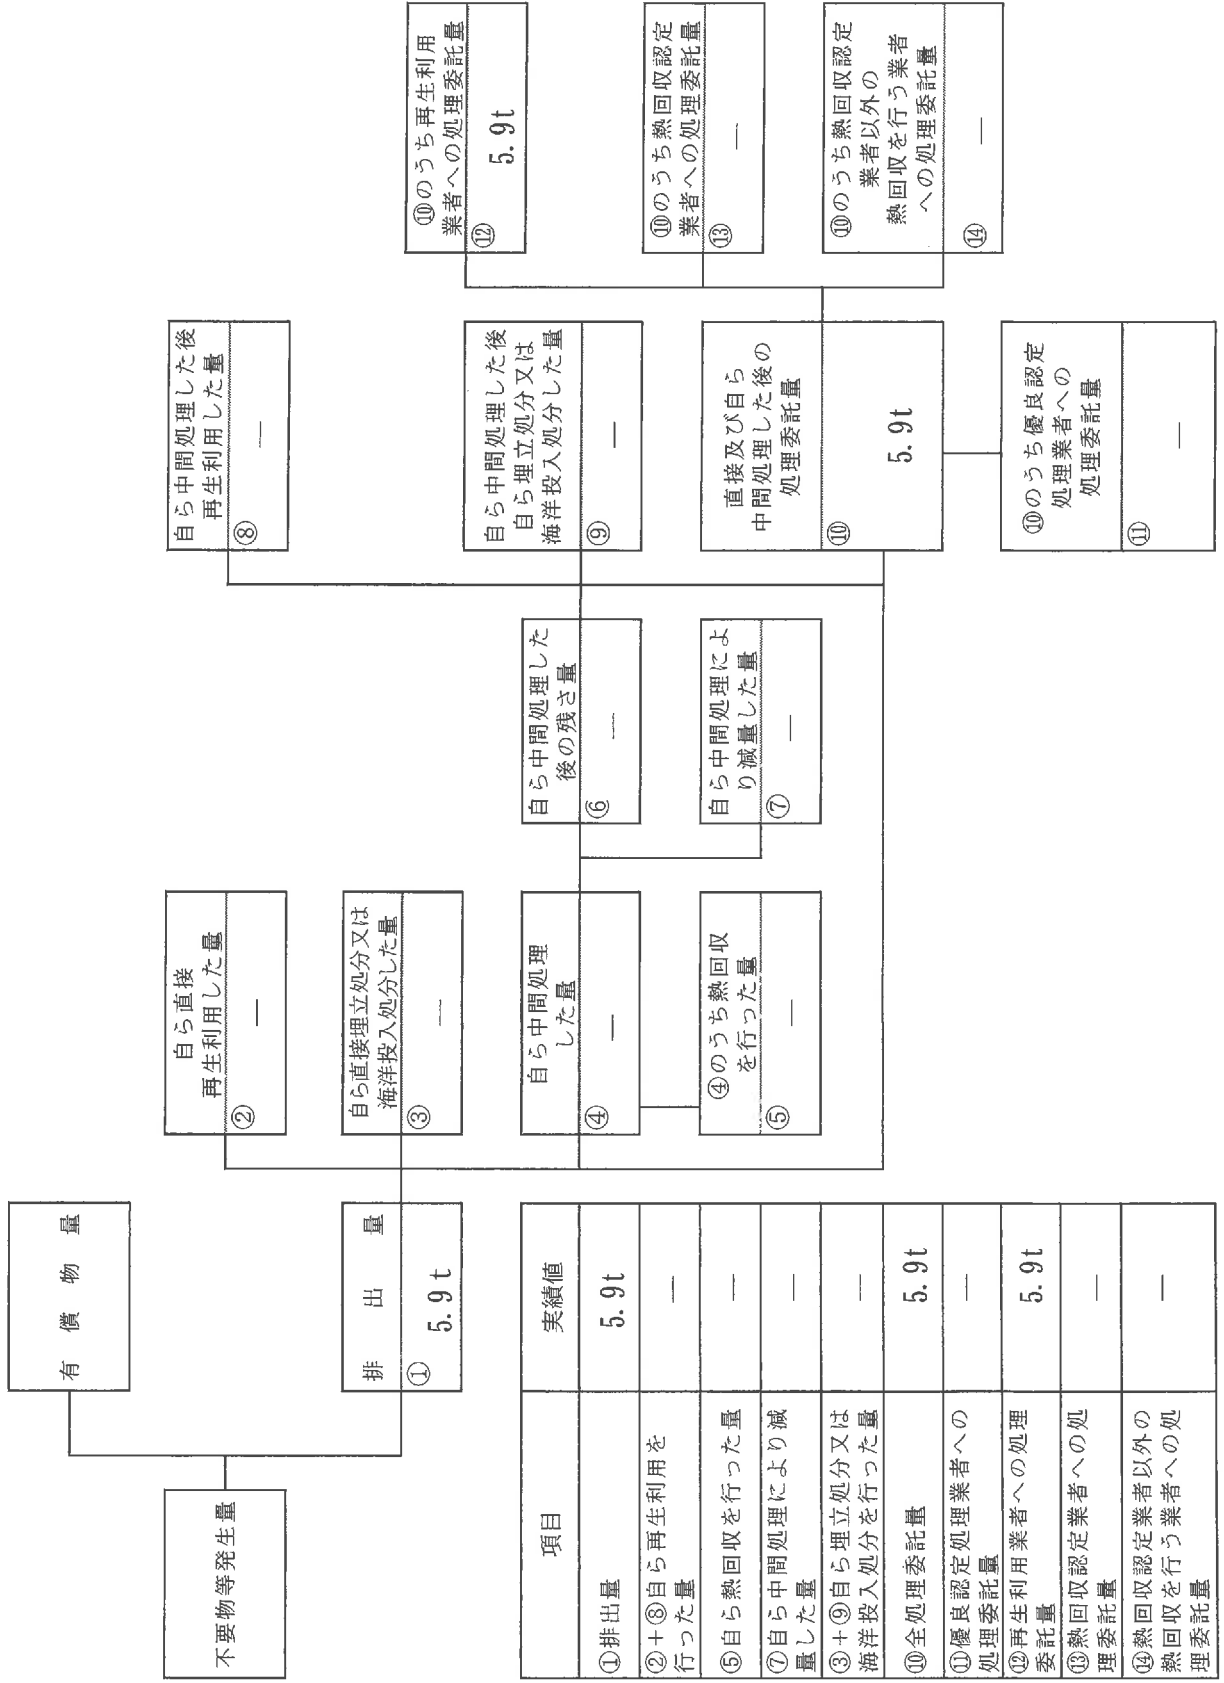 不要物等発生量
有償物量
排出量
① 5.9t
自ら直接
再生利用した量
② —
自ら直接埋立処分又は
海洋投入処分した量
③ —
自ら中間処理
した量
④ —
④のうち熱回収
を行った量
⑤ —
自ら中間処理した
後の残さ量
⑥ —
自ら中間処理によ
り減量した量
⑦ —
自ら中間処理した後
再生利用した量
⑧ —
自ら中間処理した後
自ら埋立処分又は
海洋投入処分した量
⑨ —
直接及び自ら
中間処理した後の
処理委託量
⑩ 5.9t
⑩のうち優良認定
処理業者への
処理委託量
⑪ —
⑩のうち再生利用
業者への処理委託量
⑫ 5.9t
⑩のうち熱回収認定
業者への処理委託量
⑬ —
⑩のうち熱回収認定
業者以外の
熱回収を行う業者
への処理委託量
⑭ —
項目 実績値
①排出量 5.9t
②+⑧自ら再生利用を
行った量 —
⑤自ら熱回収を行った量 —
⑦自ら中間処理により減
量した量 —
③+⑨自ら埋立処分又は
海洋投入処分を行った量 —
⑩全処理委託量 5.9t
⑪優良認定処理業者への
処理委託量 —
⑫再生利用業者への処理
委託量 5.9t
⑬熱回収認定業者への処
理委託量 —
⑭熱回収認定業者以外の
熱回収を行う業者への処
理委託量 —